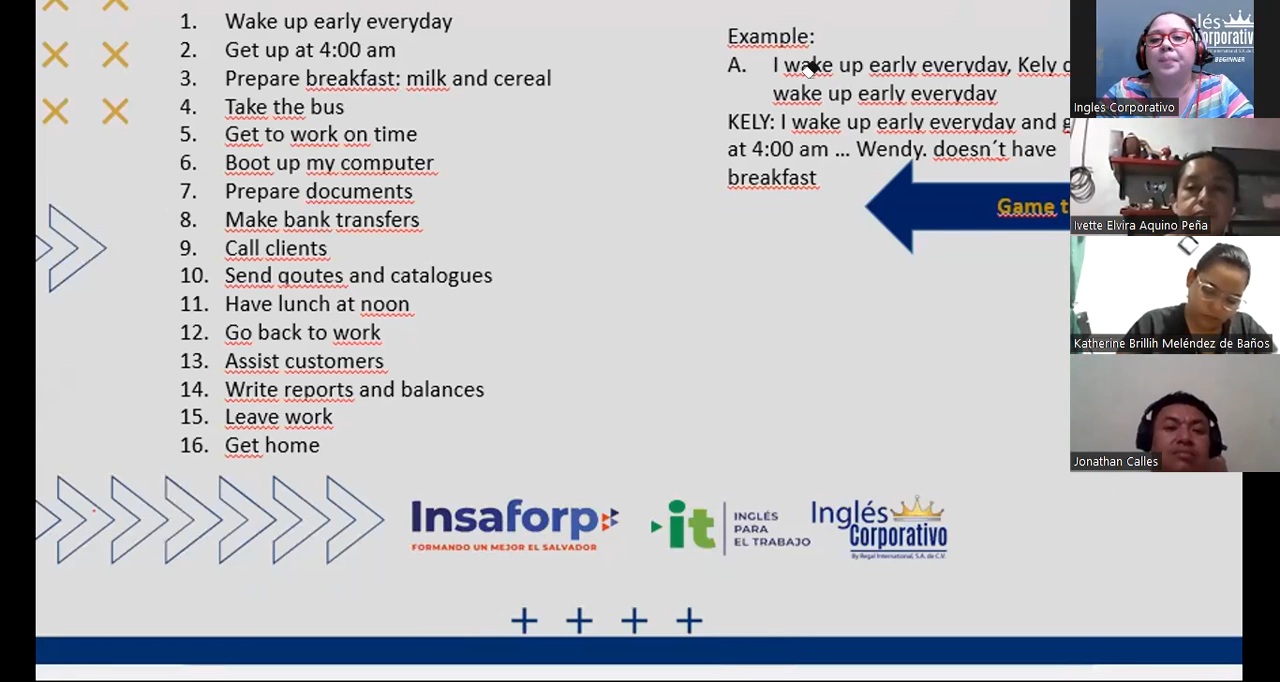 1. Wake up early everyday
2. Get up at 4:00 am
3. Prepare breakfast: milk and cereal
4. Take the bus
5. Get to work on time
6. Boot up my computer
7. Prepare documents
8. Make bank transfers
9. Call clients
10. Send qoutes and catalogues
11. Have lunch at noon
12. Go back to work
13. Assist customers
14. Write reports and balances
15. Leave work
16. Get home
Example:
A. I wake up early everyday, Kely
wake up early everyday
KELY: I wake up early everyday and
at 4:00 am ... Wendy. doesn´t have
breakfast
Game
Insaforp
FORMANDO UN MEJOR EL SALVADOR
it
INGLÉS
PARA
EL TRABAJO
Inglés
Corporativo
By Regal International, S.A. de C.V.
Inglés
Corporativo
BEGINNER
Ingles Corporativo
Ivette Elvira Aquino Peña
Katherine Brillih Meléndez de Baños
Jonathan Calles